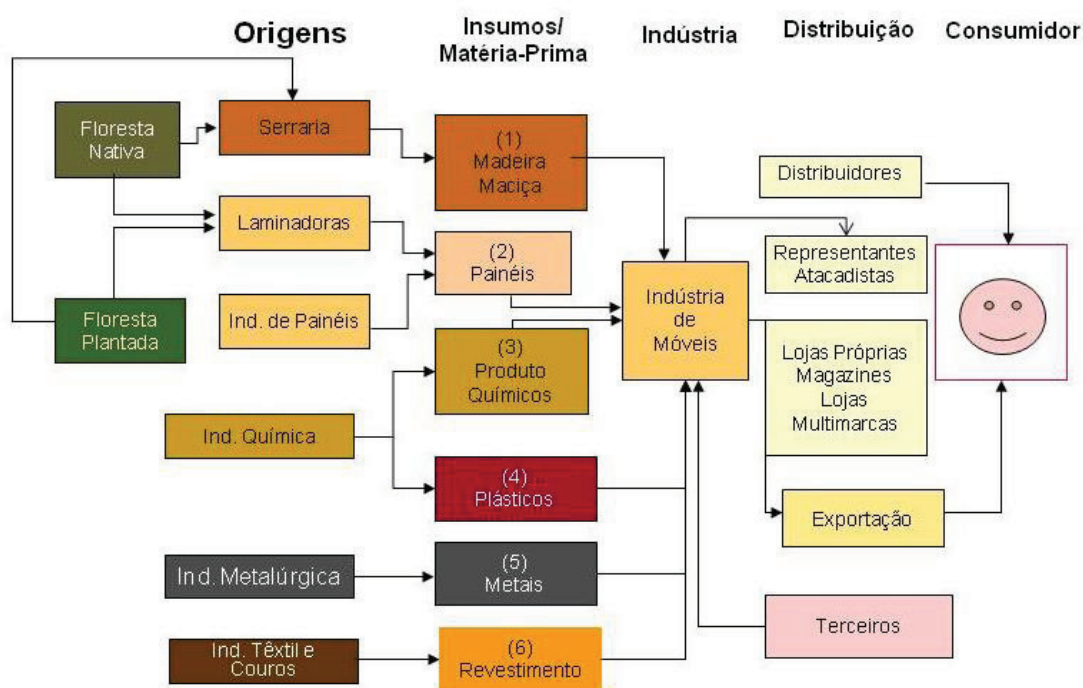 Origens
Insumos/
Matéria-Prima
Indústria
Distribuição
Consumidor
Floresta
Nativa
Serraria
(1)
Madeira
Maciça
Distribuidores
Laminadoras
(2)
Painéis
Representantes
Atacadistas
Indústria
de
Móveis
Floresta
Plantada
Ind. de Painéis
(3)
Produto
Químicos
Lojas Próprias
Magazines
Lojas
Multimarcas
Ind. Química
(4)
Plásticos
Exportação
Ind. Metalúrgica
(5)
Metais
Terceiros
Ind. Têxtil e
Couros
(6)
Revestimento